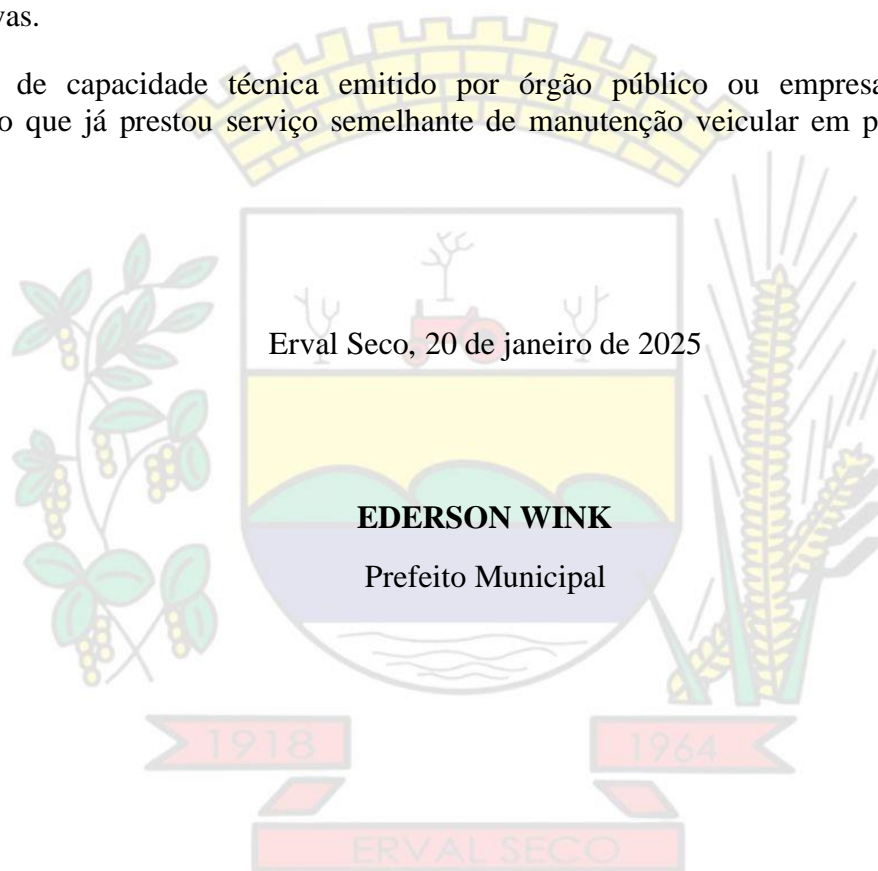 vas.
de capacidade técnica emitido por órgão público ou empresa
o que já prestou serviço semelhante de manutenção veicular em p
Erval Seco, 20 de janeiro de 2025
EDERSON WINK
Prefeito Municipal
1918 1964
ERVAL SECO